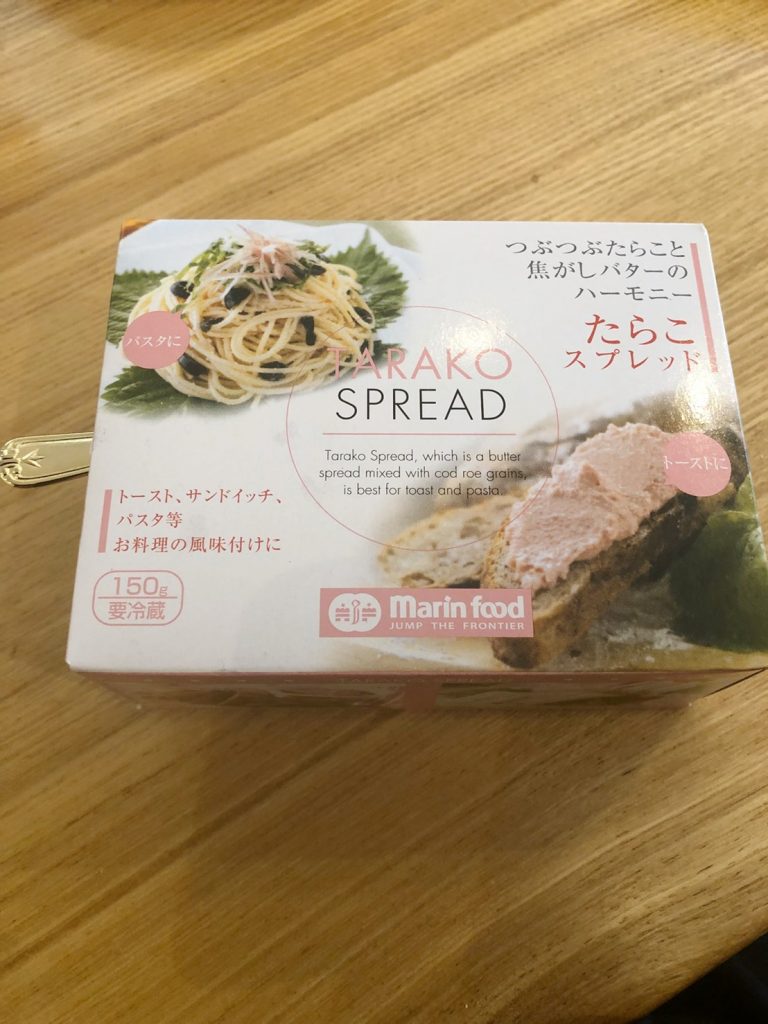 つぶつぶたらこと
焦がしバターの
ハーモニー
たらこ
スプレッド
パスタに
TARAKO
SPREAD
Tarako Spread, which is a butter
spread mixed with cod roe grains,
is best for toast and pasta.
トーストに
トースト、サンドイッチ、
パスタ等
お料理の風味付けに
150g
要冷蔵
marin food
JUMP THE FRONTIER